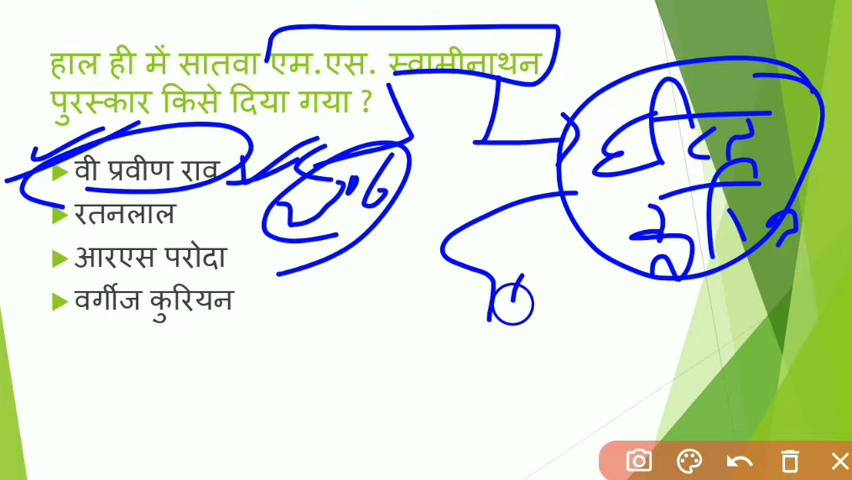 हाल ही में सातवा एम.एस. स्वामीनाथन
पुरस्कार किसे दिया गया ?
वी प्रवीण राव
रतनलाल
आरएस परोदा
वर्गीज कुरियन